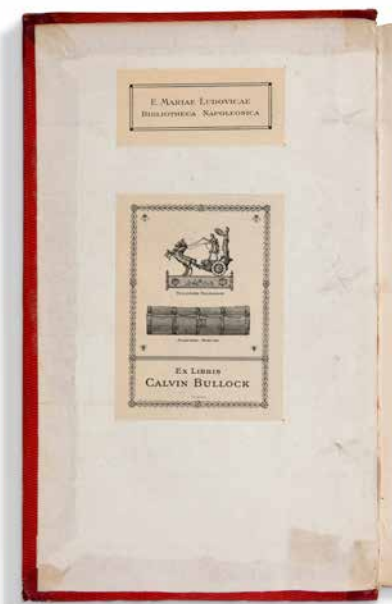 E MARIAE LUDOVICAE
BIBLIOTHECA NAPOLEONICA
EX LIBRIS
CALVIN BULLOCK